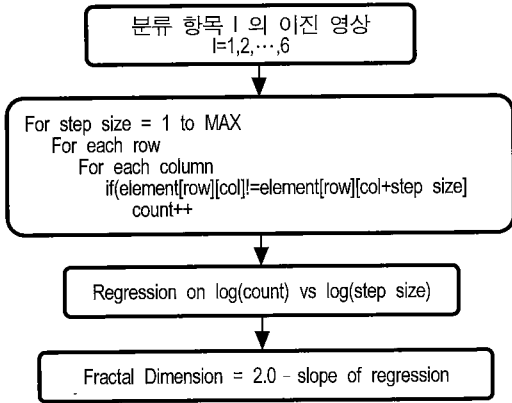 분류 항목 I 의 이진 영상
I=1,2,⋯,6
For step size = 1 to MAX
For each row
For each column
if(element[row][col]!=element[row][col+step size]
count++
Regression on log(count) vs log(step size)
Fractal Dimension = 2.0 - slope of regression